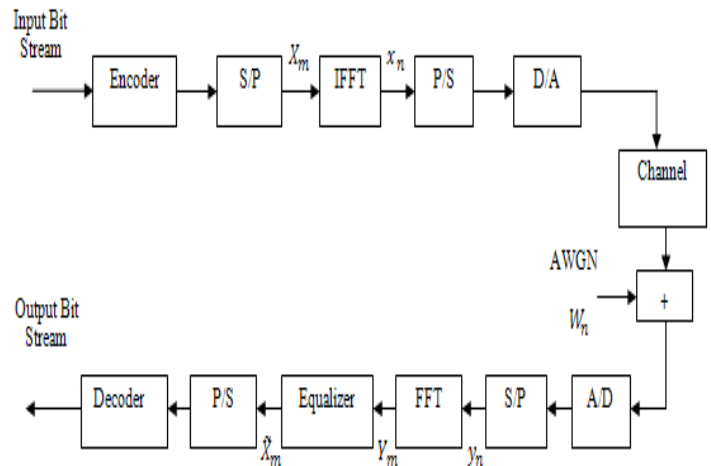 Input Bit
Stream
Encoder
S/P
X_m
IFFT
x_n
P/S
D/A
Channel
AWGN
W_n
+
Output Bit
Stream
Decoder
P/S
X̃_m
Equalizer
Y_m
FFT
y_n
S/P
A/D